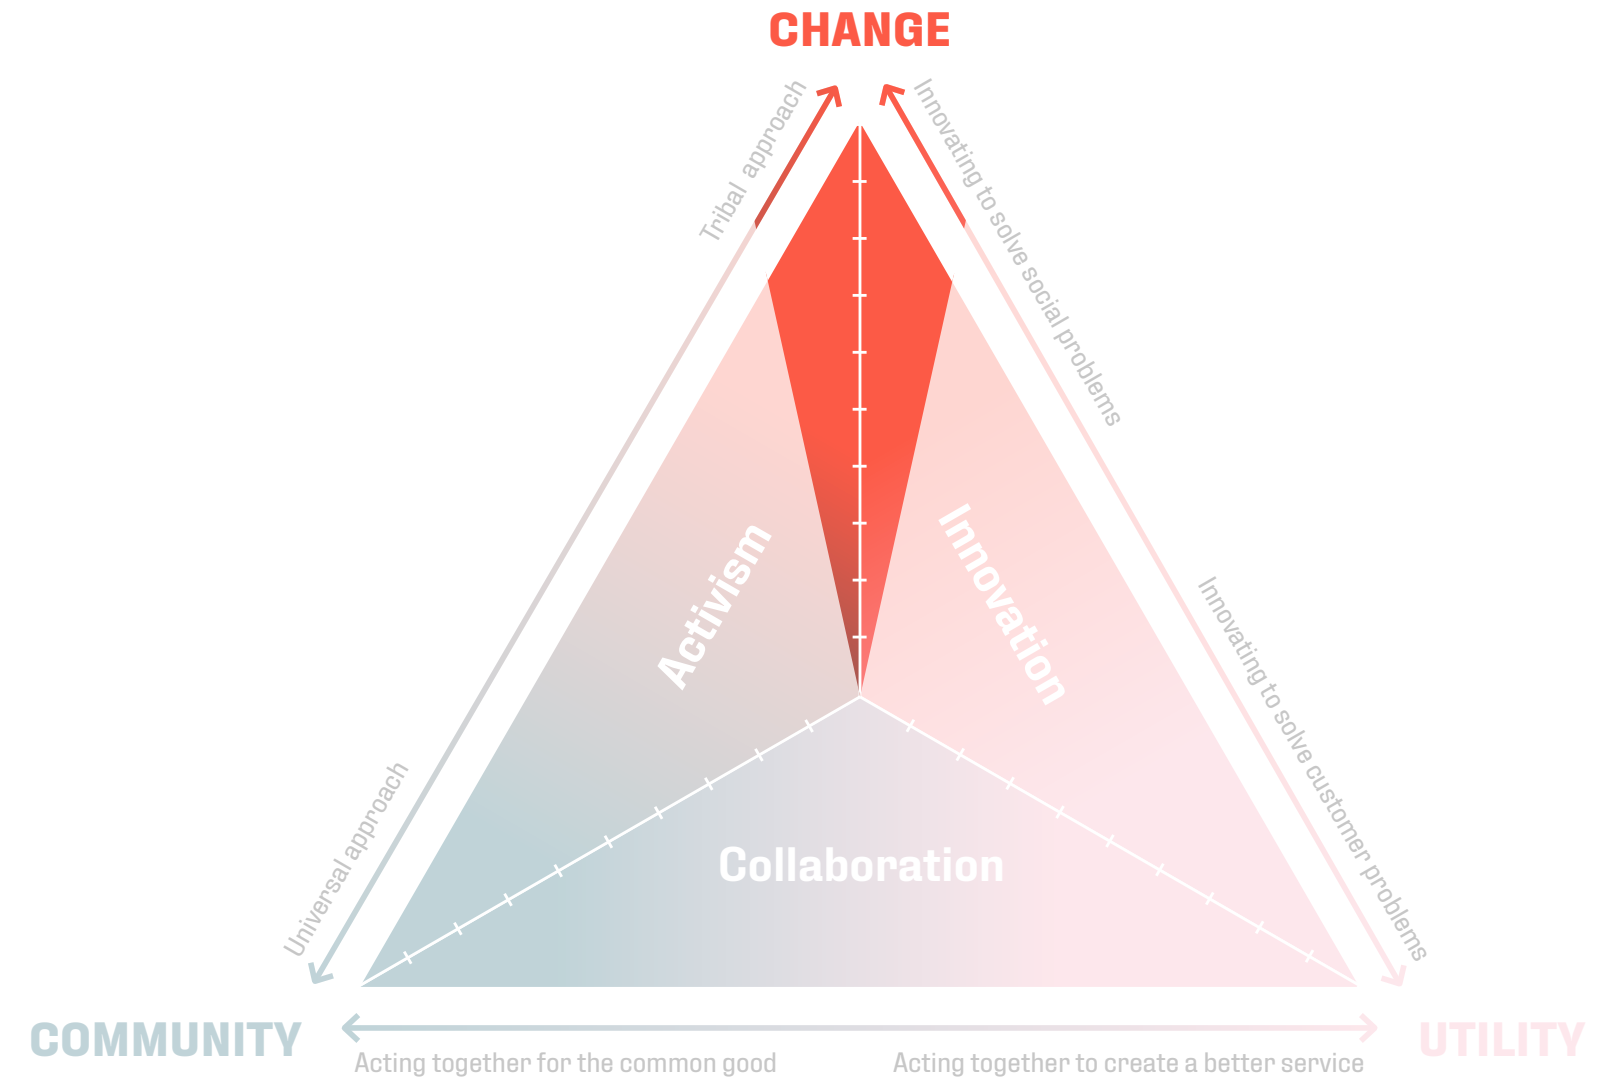 CHANGE
Tribal approach
Innovating to solve social problems
Activism
Innovation
Universal approach
Innovating to solve customer problems
Collaboration
COMMUNITY
UTILITY
Acting together for the common good
Acting together to create a better service